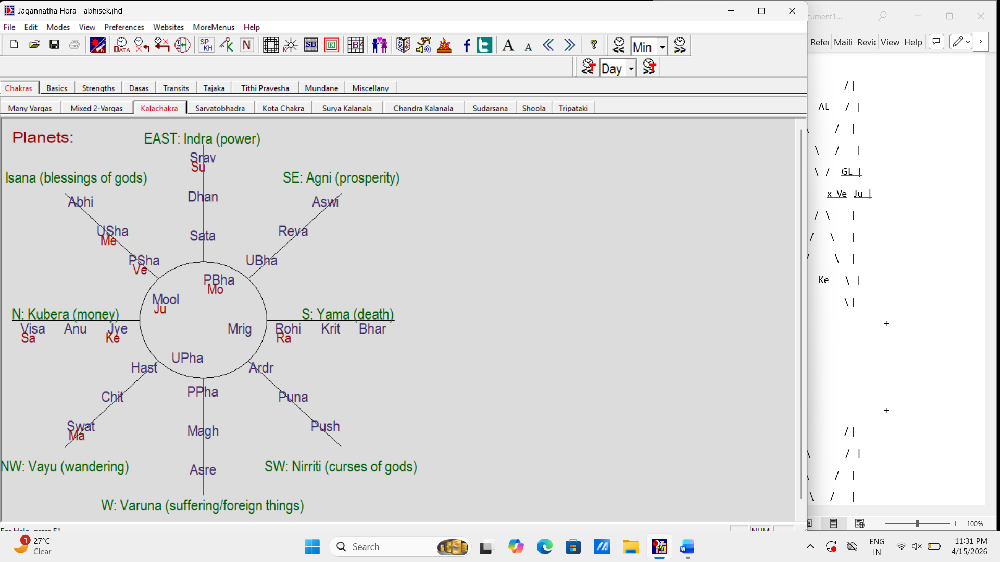 Jagannatha Hora - abhisek.jhd
cument1...
File Edit Modes View Preferences Websites MoreMenus Help
DATA SP KH K N SB K B f t A A ? Min
Refer Maili Revie View Help
Day
Chakras Basics Strengths Dasas Transits Tajaka Tithi Pravesha Mundane Miscellany
Many Vargas Mixed 2-Vargas Kalachakra Sarvatobhadra Kota Chakra Surya Kalanala Chandra Kalanala Sudarsana Shoola Tripataki
Planets:
EAST: Indra (power)
Srav
Su
Isana (blessings of gods)
SE: Agni (prosperity)
Abhi
Dhan
Aswi
USha
Me
Sata
Reva
PSha
Ve
UBha
PBha
Mo
Mool
Ju
N: Kubera (money)
S: Yama (death)
Visa Anu Jye Mrig Rohi Krit Bhar
Sa Ke Ra
UPha
Hast
Ardr
PPha
Chit
Puna
Swat
Ma
Magh
Push
NW: Vayu (wandering)
Asre
SW: Nirriti (curses of gods)
W: Varuna (suffering/foreign things)
/ |
AL / |
\ / |
\ / |
\ / GL |
x Ve Ju |
/ \ |
/ \ |
/ \ |
Ke \ |
\ |
-------------------------+
-------------------------+
/ |
\ / |
\ / |
\ / |
For Help, press F1
NUM
100%
1
27°C
Clear
Search
ENG
IN
11:31 PM
4/15/2026